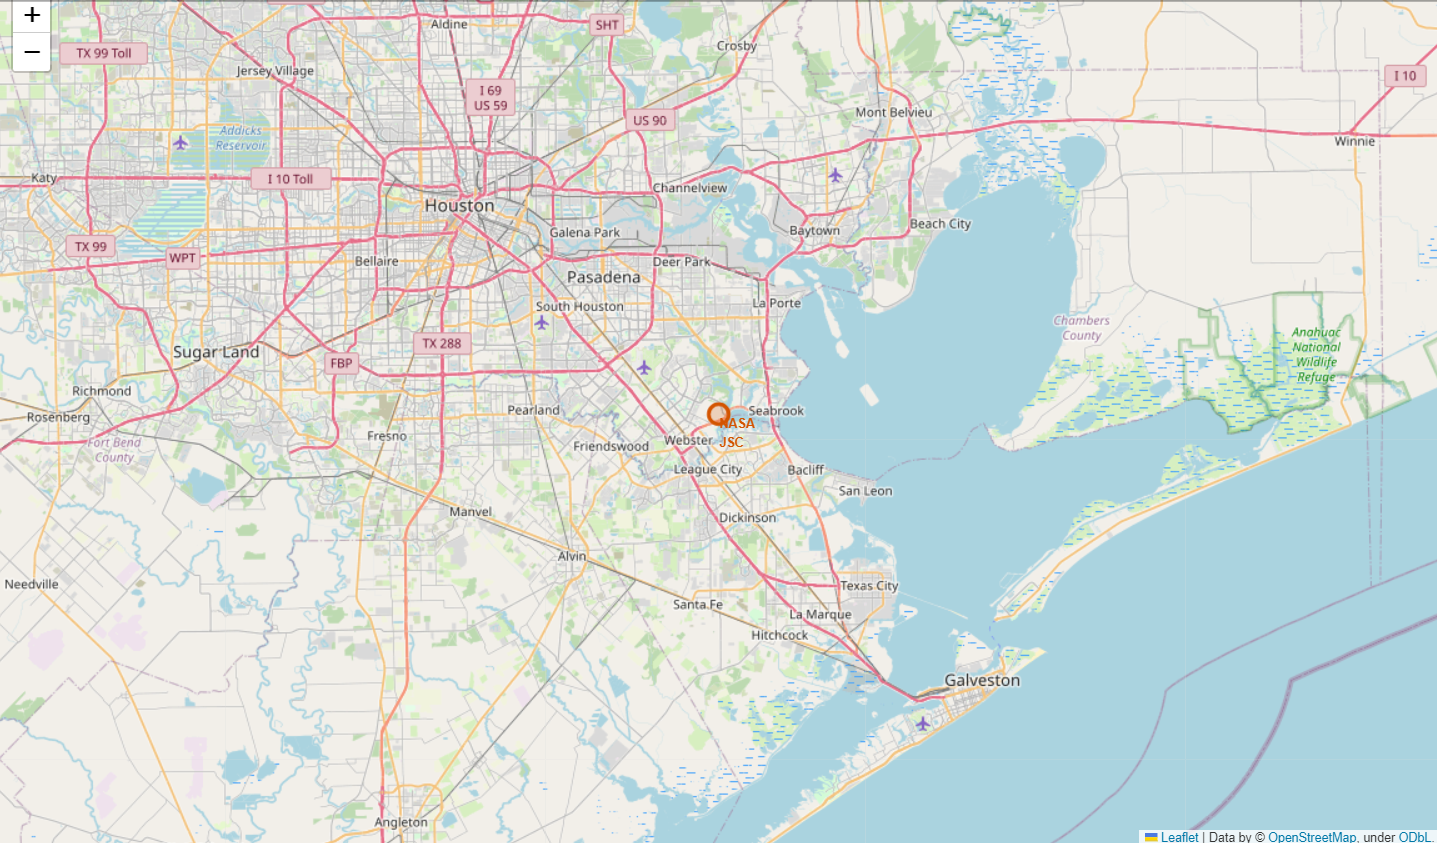 +
−
Aldine
SHT
TX 99 Toll
Crosby
Jersey Village
I 10
I 69
US 59
US 90
Mont Belvieu
Addicks
Reservoir
Winnie
Katy
I 10 Toll
Channelview
Houston
Beach City
Galena Park
Baytown
TX 99
WPT
Bellaire
Deer Park
Pasadena
South Houston
La Porte
Chambers
County
Anahuac
National
Wildlife
Refuge
TX 288
Sugar Land
FBP
Richmond
Rosenberg
Pearland
Seabrook
NASA
JSC
Fresno
Fort Bend
County
Friendswood
Webster
League City
Bacliff
San Leon
Manvel
Dickinson
Alvin
Needville
Texas City
Santa Fe
La Marque
Hitchcock
Galveston
Angleton
Leaflet | Data by © OpenStreetMap, under ODbL.